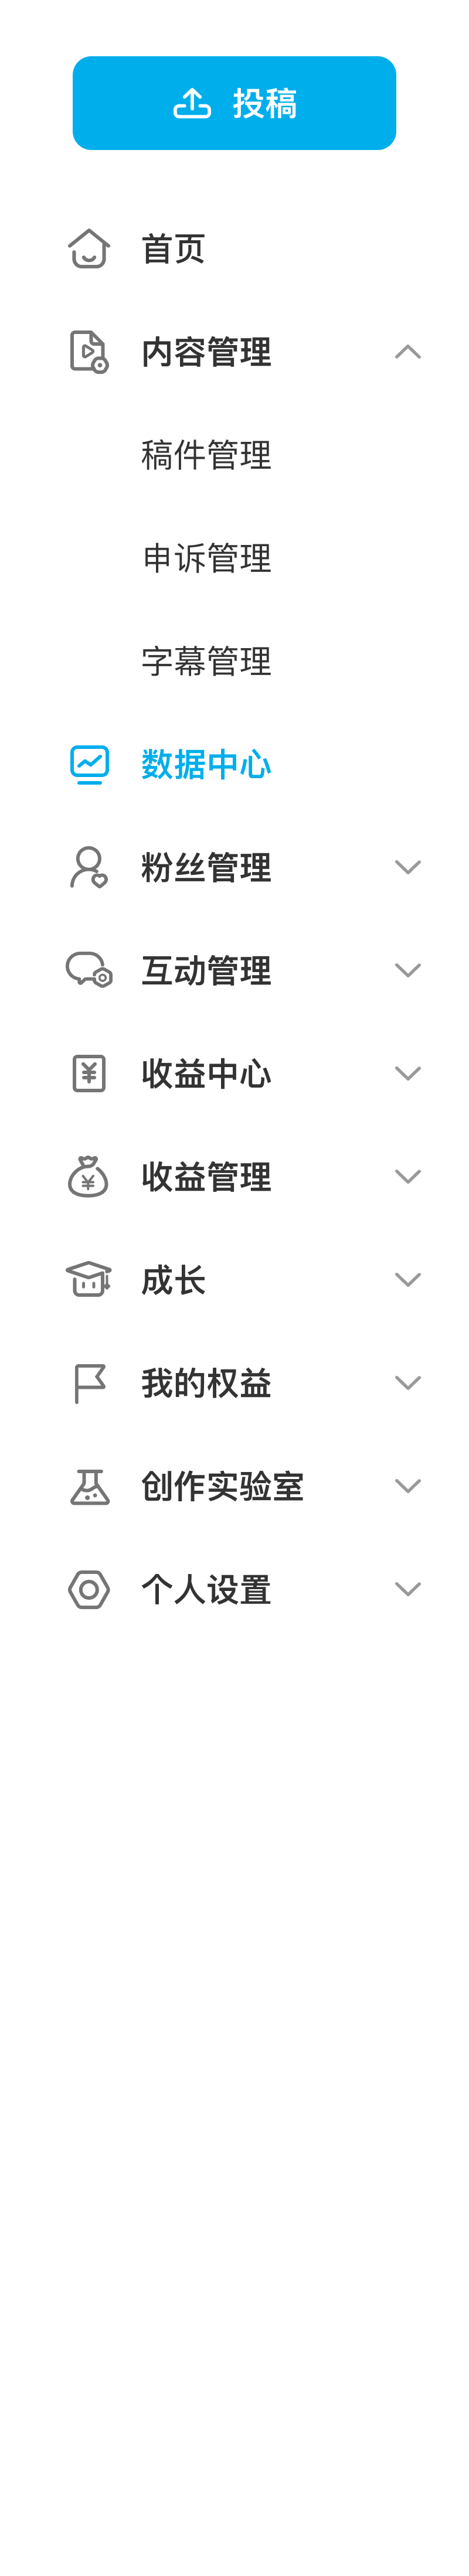 投稿
首页
内容管理
稿件管理
申诉管理
字幕管理
数据中心
粉丝管理
互动管理
收益中心
收益管理
成长
我的权益
创作实验室
个人设置